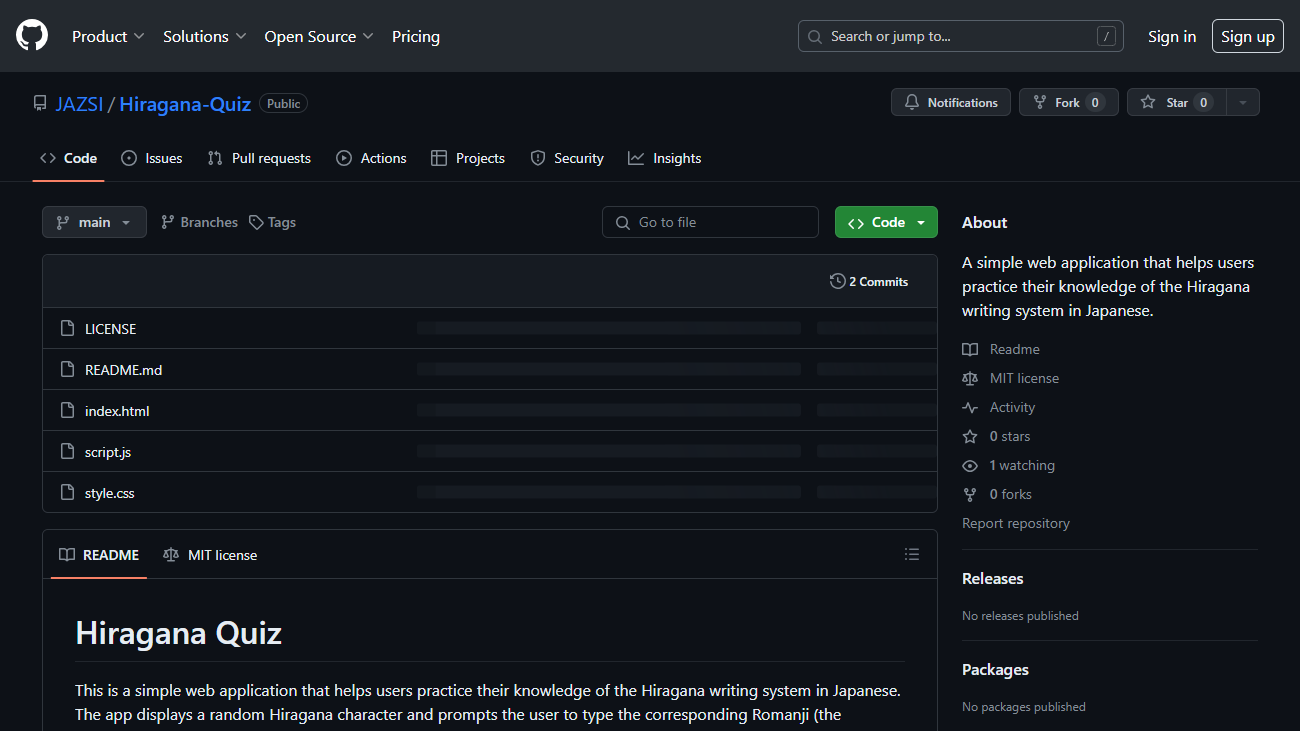 Product Solutions Open Source Pricing Search or jump to... / Sign in Sign up
JAZSI / Hiragana-Quiz Public Notifications Fork 0 Star 0
Code Issues Pull requests Actions Projects Security Insights
main Branches Tags Go to file Code
2 Commits
LICENSE
README.md
index.html
script.js
style.css
README MIT license
Hiragana Quiz
This is a simple web application that helps users practice their knowledge of the Hiragana writing system in Japanese.
The app displays a random Hiragana character and prompts the user to type the corresponding Romanji (the
About
A simple web application that helps users
practice their knowledge of the Hiragana
writing system in Japanese.
Readme
MIT license
Activity
0 stars
1 watching
0 forks
Report repository
Releases
No releases published
Packages
No packages published